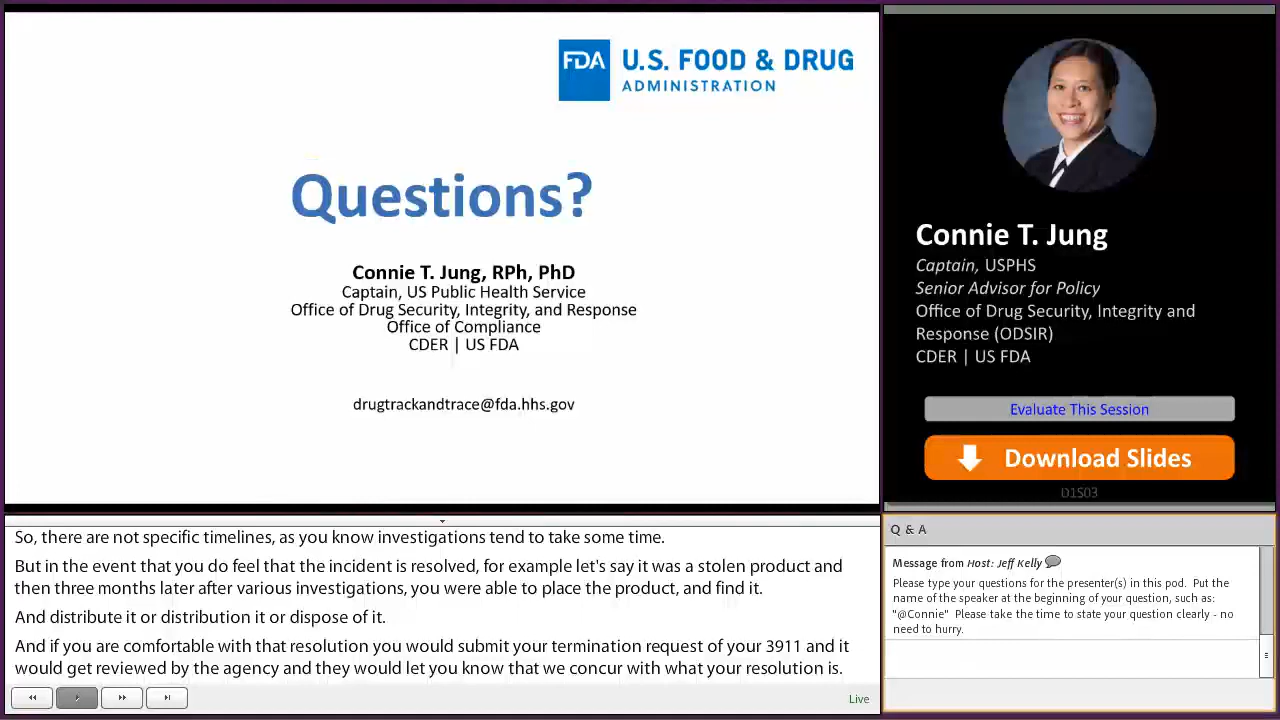 FDA U.S. FOOD & DRUG
ADMINISTRATION
Questions?
Connie T. Jung, RPh, PhD
Captain, US Public Health Service
Office of Drug Security, Integrity, and Response
Office of Compliance
CDER | US FDA
drugtrackandtrace@fda.hhs.gov
Connie T. Jung
Captain, USPHS
Senior Advisor for Policy
Office of Drug Security, Integrity and
Response (ODSIR)
CDER | US FDA
Evaluate This Session
Download Slides
D1S03
So, there are not specific timelines, as you know investigations tend to take some time.
But in the event that you do feel that the incident is resolved, for example let's say it was a stolen product and
then three months later after various investigations, you were able to place the product, and find it.
And distribute it or distribution it or dispose of it.
And if you are comfortable with that resolution you would submit your termination request of your 3911 and it
would get reviewed by the agency and they would let you know that we concur with what your resolution is.
Live
Q & A
Message from Host: Jeff Kelly
Please type your questions for the presenter(s) in this pod.  Put the
name of the speaker at the beginning of your question, such as:
"@Connie"  Please take the time to state your question clearly - no
need to hurry.